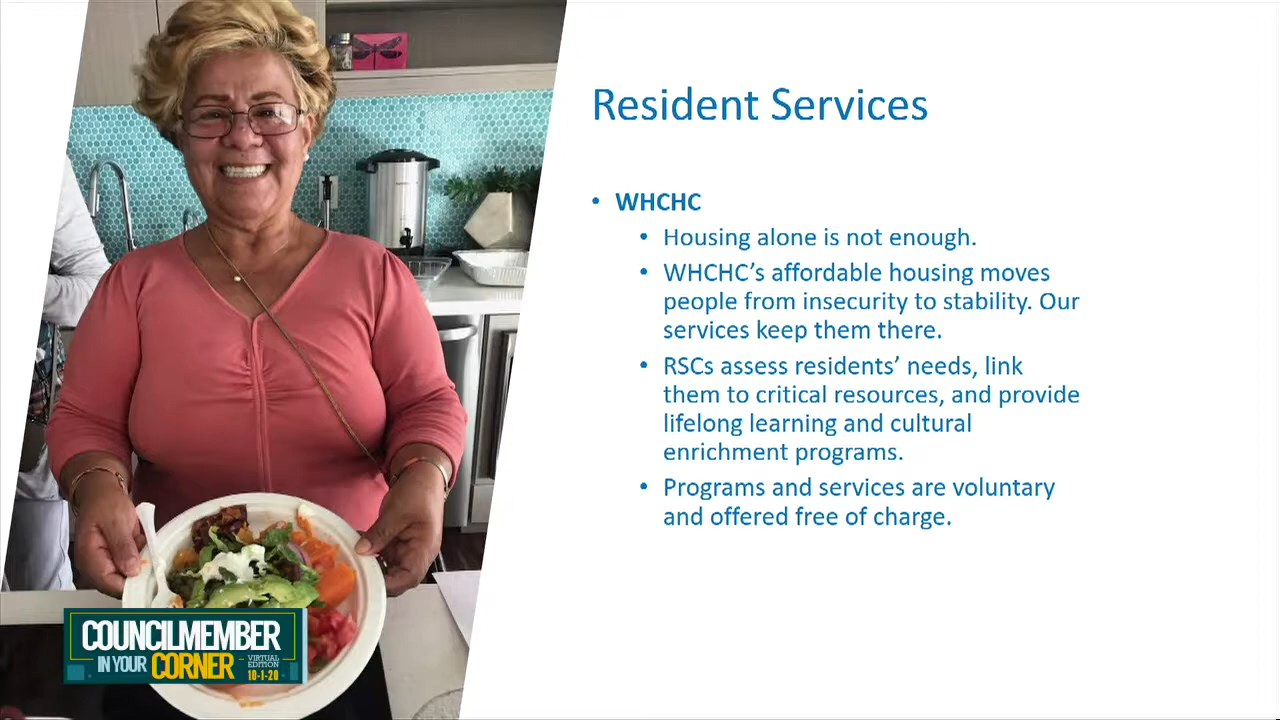 Resident Services
• WHCHC
• Housing alone is not enough.
• WHCHC's affordable housing moves
people from insecurity to stability. Our
services keep them there.
• RSCs assess residents' needs, link
them to critical resources, and provide
lifelong learning and cultural
enrichment programs.
• Programs and services are voluntary
and offered free of charge.
COUNCILMEMBER
IN YOUR CORNER
VIRTUAL
EDITION
10-1-20